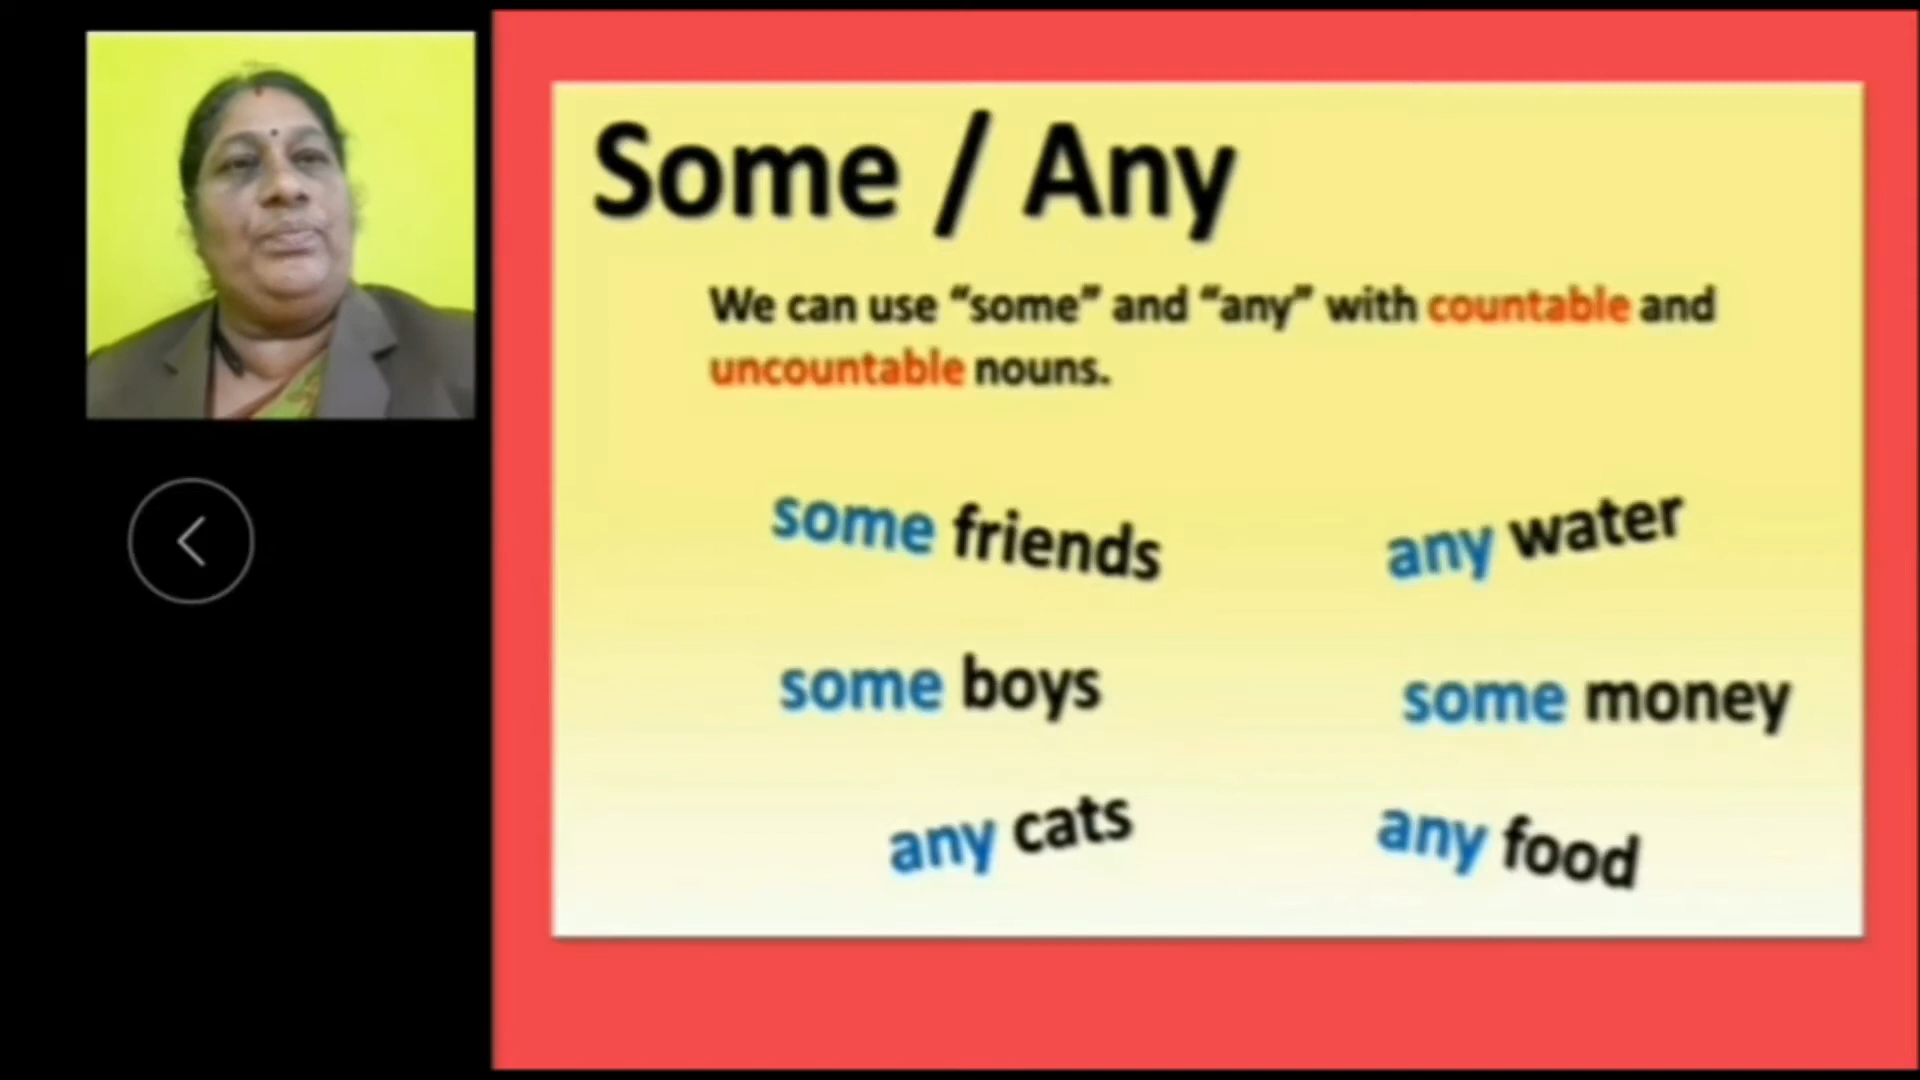 Some / Any
We can use “some” and “any” with countable and
uncountable nouns.
some friends
any water
some boys
some money
any cats
any food